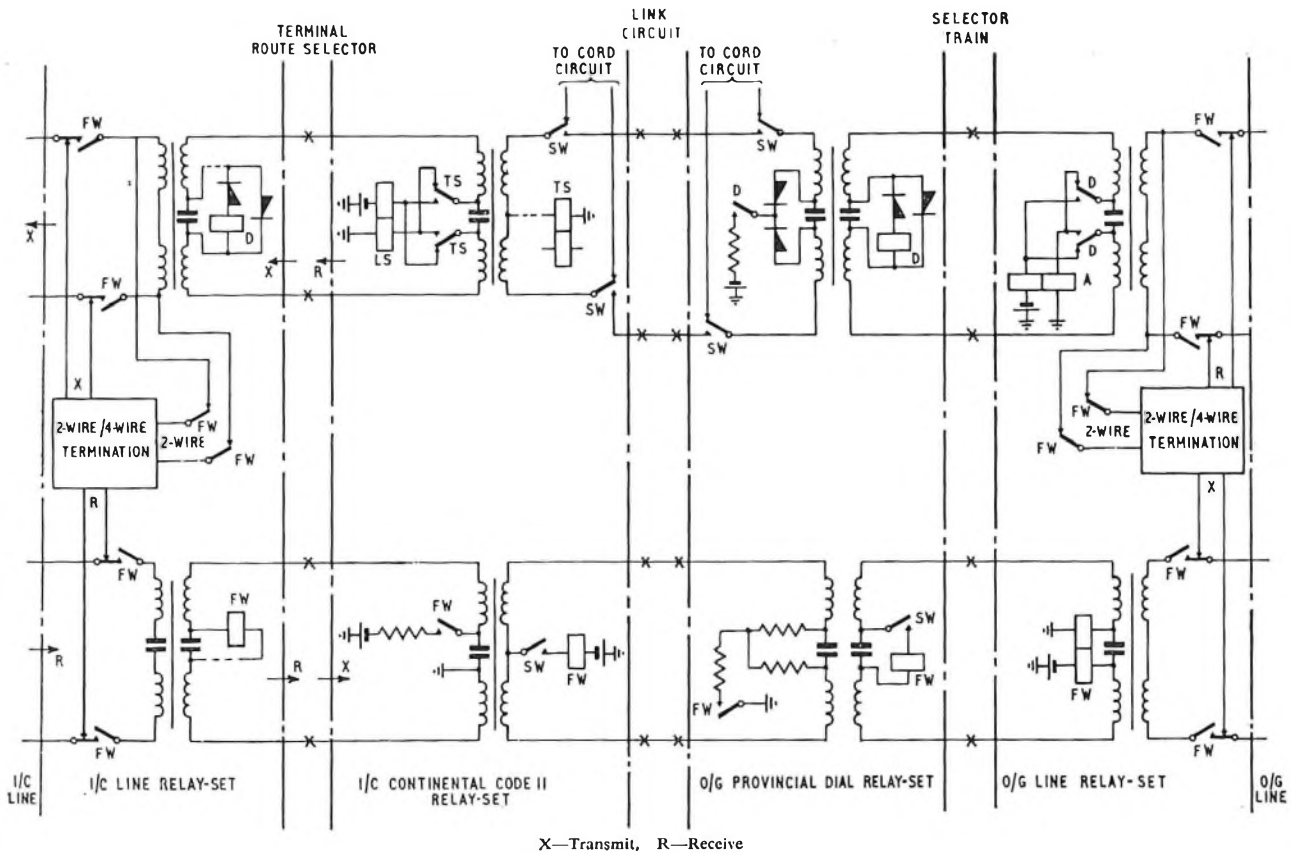 TERMINAL
ROUTE SELECTOR
LINK
CIRCUIT
SELECTOR
TRAIN
TO CORD
CIRCUIT
TO CORD
CIRCUIT
FW
X
X
SW
X
X
SW
X
FW
D
X
X
R
LS
TS
TS
TS
SW
D
D
D
D
A
FW
X
X
X
X
SW
X
FW
X
2-WIRE/4-WIRE
TERMINATION
FW
2-WIRE
FW
R
FW
2-WIRE
FW
R
2-WIRE/4-WIRE
TERMINATION
X
FW
X
X
X
X
FW
R
FW
R
X
FW
SW
FW
FW
SW
FW
FW
FW
X
X
X
X
FW
I/C
LINE
I/C LINE RELAY-SET
I/C CONTINENTAL CODE II
RELAY-SET
O/G PROVINCIAL DIAL RELAY-SET
O/G LINE RELAY-SET
O/G
LINE
X—Transmit, R—Receive